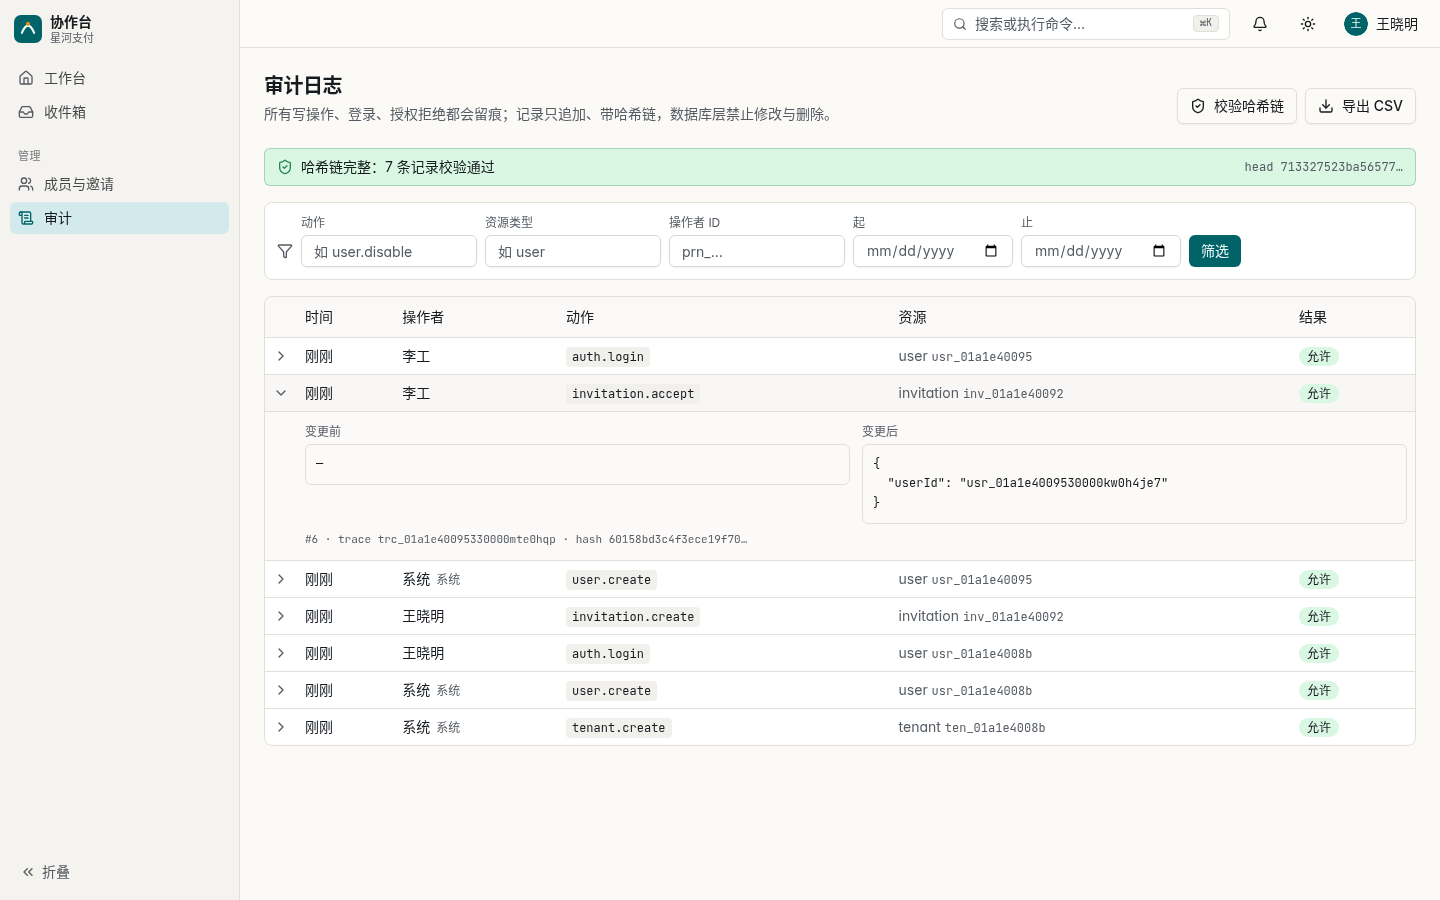 协作台
星河支付
工作台
收件箱
管理
成员与邀请
审计
折叠
搜索或执行命令... ⌘K
王 王晓明
审计日志
所有写操作、登录、授权拒绝都会留痕；记录只追加、带哈希链，数据库层禁止修改与删除。
校验哈希链 导出 CSV
哈希链完整：7 条记录校验通过 head 713327523ba56577…
动作 资源类型 操作者 ID 起 止
如 user.disable 如 user prn_... mm/dd/yyyy mm/dd/yyyy 筛选
时间 操作者 动作 资源 结果
刚刚 李工 auth.login user usr_01a1e40095 允许
刚刚 李工 invitation.accept invitation inv_01a1e40092 允许
变更前 变更后
—
{
"userId": "usr_01a1e4009530000kw0h4je7"
}
#6 · trace trc_01a1e40095330000mte0hqp · hash 60158bd3c4f3ece19f70…
刚刚 系统 系统 user.create user usr_01a1e40095 允许
刚刚 王晓明 invitation.create invitation inv_01a1e40092 允许
刚刚 王晓明 auth.login user usr_01a1e4008b 允许
刚刚 系统 系统 user.create user usr_01a1e4008b 允许
刚刚 系统 系统 tenant.create tenant ten_01a1e4008b 允许